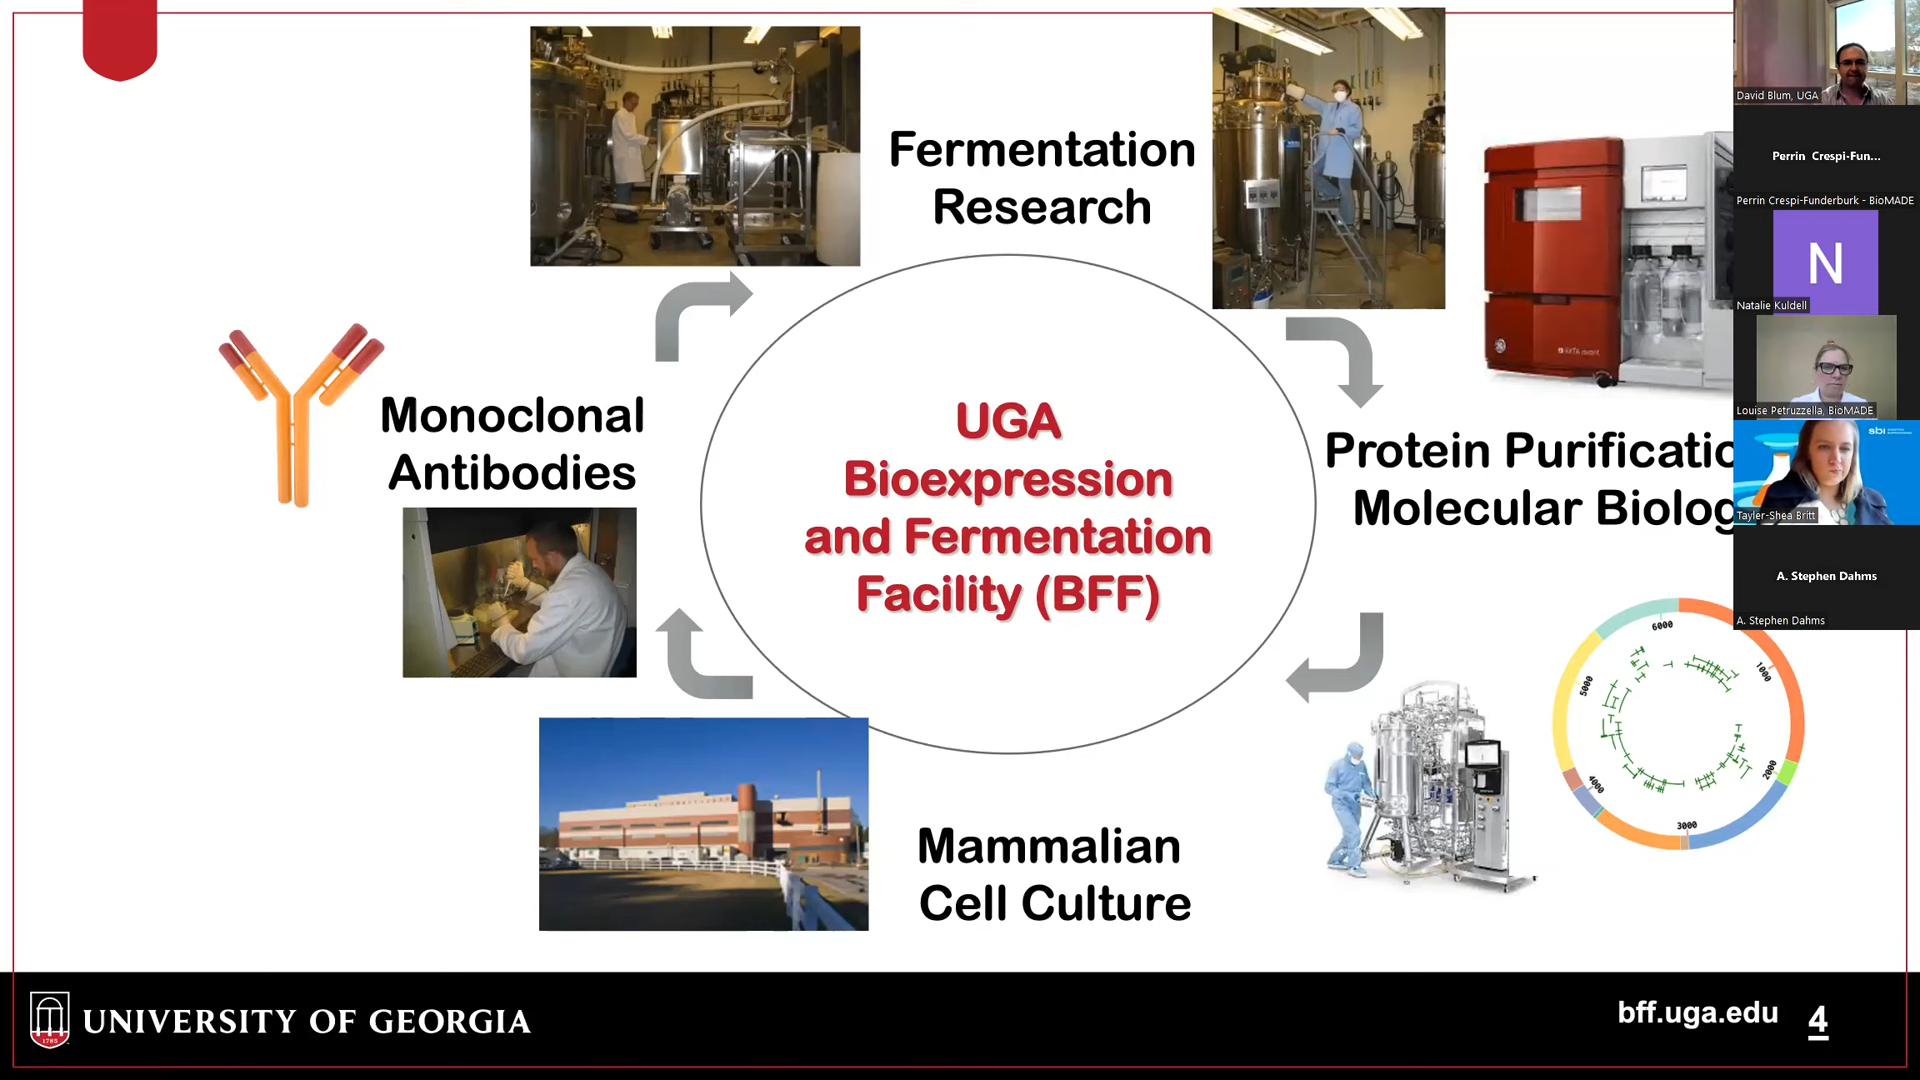 Fermentation
Research
Monoclonal
Antibodies
UGA
Bioexpression
and Fermentation
Facility (BFF)
Protein Purificatio
Molecular Biolog
Mammalian
Cell Culture
6000
1000
5000
2000
4000
3000
UNIVERSITY OF GEORGIA
1785
bff.uga.edu
4
David Blum, UGA
Perrin Crespi-Fun...
Perrin Crespi-Funderburk - BioMADE
N
Natalie Kuldell
Louise Petruzzella, BioMADE
sbi
Tayler-Shea Britt
A. Stephen Dahms
A. Stephen Dahms